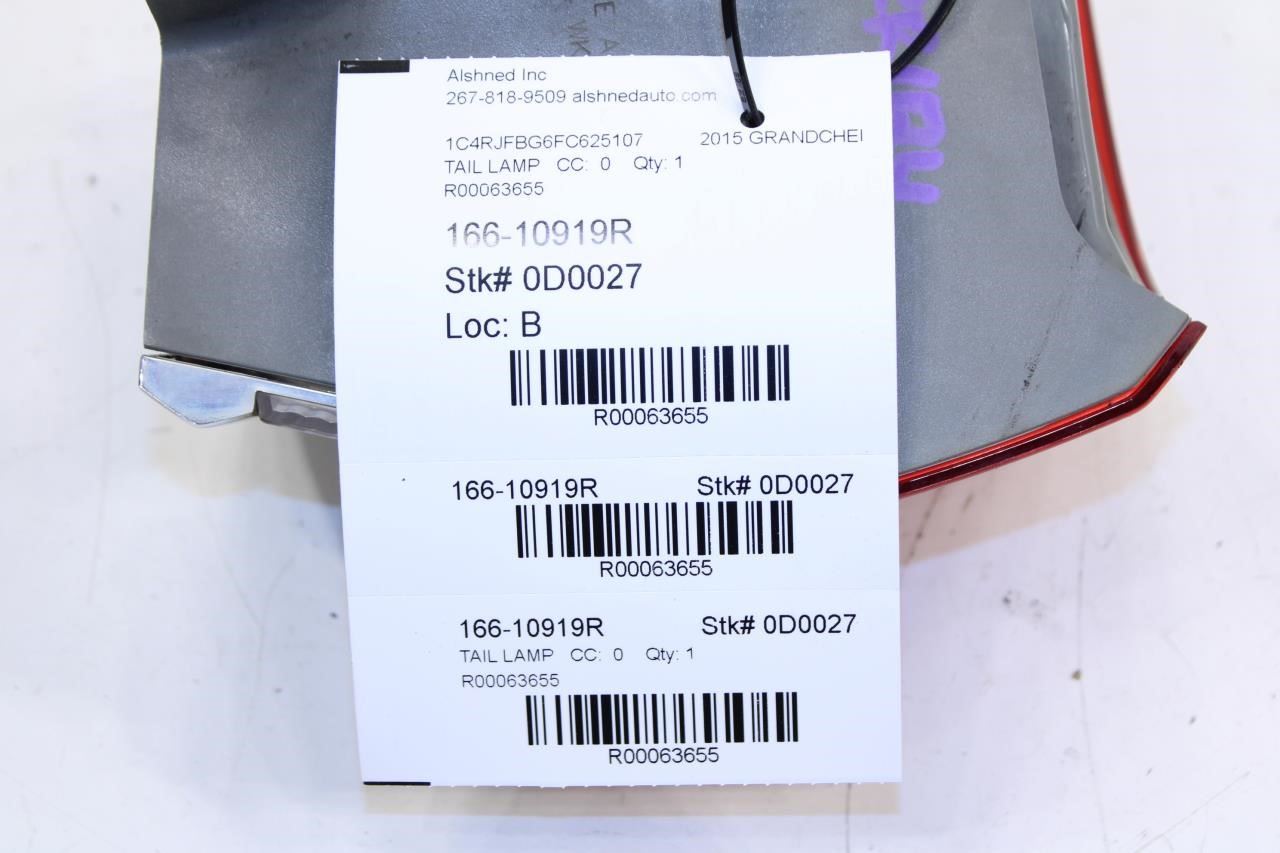 Alshned Inc
267-818-9509 alshnedauto.com
1C4RJFBG6FC625107 2015 GRANDCHEI
TAIL LAMP CC: 0 Qty: 1
R00063655
166-10919R
Stk# 0D0027
Loc: B
R00063655
166-10919R Stk# 0D0027
R00063655
166-10919R Stk# 0D0027
TAIL LAMP CC: 0 Qty: 1
R00063655
R00063655